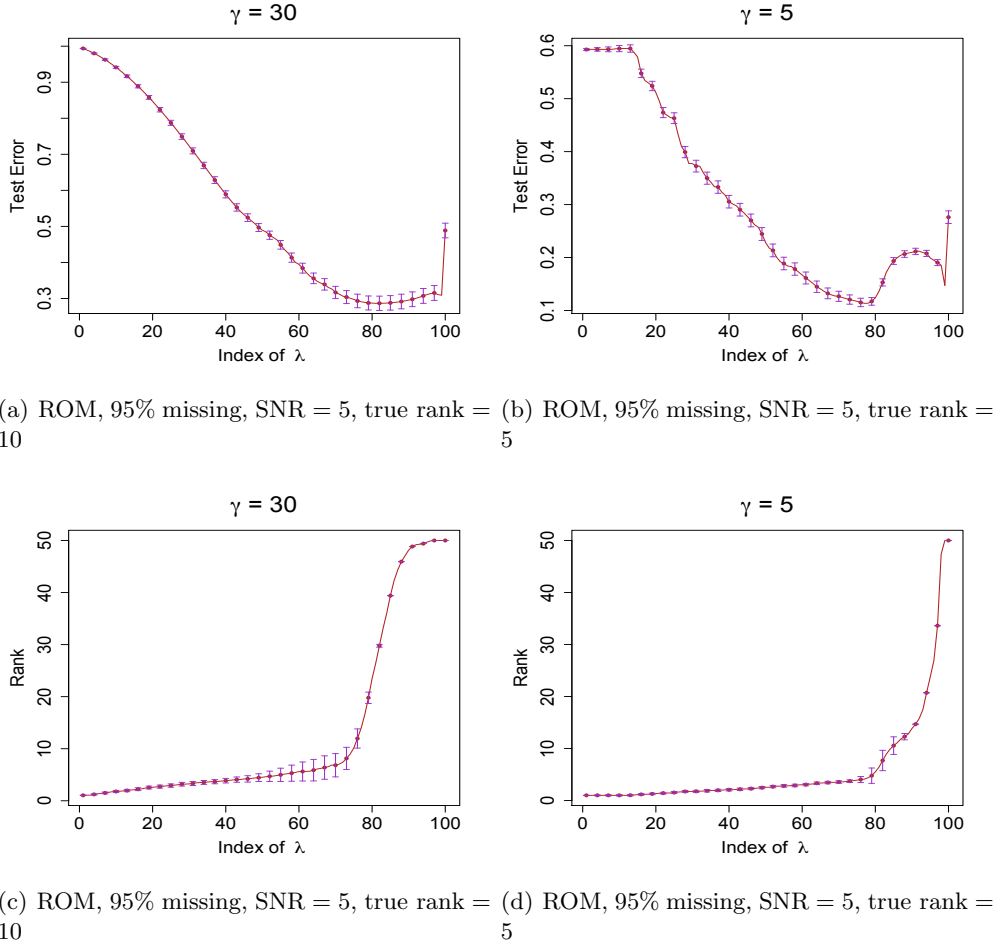 γ = 30
γ = 5
Test Error
0.3 0.5 0.7 0.9
0 20 40 60 80 100
Index of λ
Test Error
0.1 0.2 0.3 0.4 0.5 0.6
0 20 40 60 80 100
Index of λ
(a) ROM, 95% missing, SNR = 5, true rank =
10
(b) ROM, 95% missing, SNR = 5, true rank =
5
γ = 30
γ = 5
Rank
0 10 20 30 40 50
0 20 40 60 80 100
Index of λ
Rank
0 10 20 30 40 50
0 20 40 60 80 100
Index of λ
(c) ROM, 95% missing, SNR = 5, true rank =
10
(d) ROM, 95% missing, SNR = 5, true rank =
5